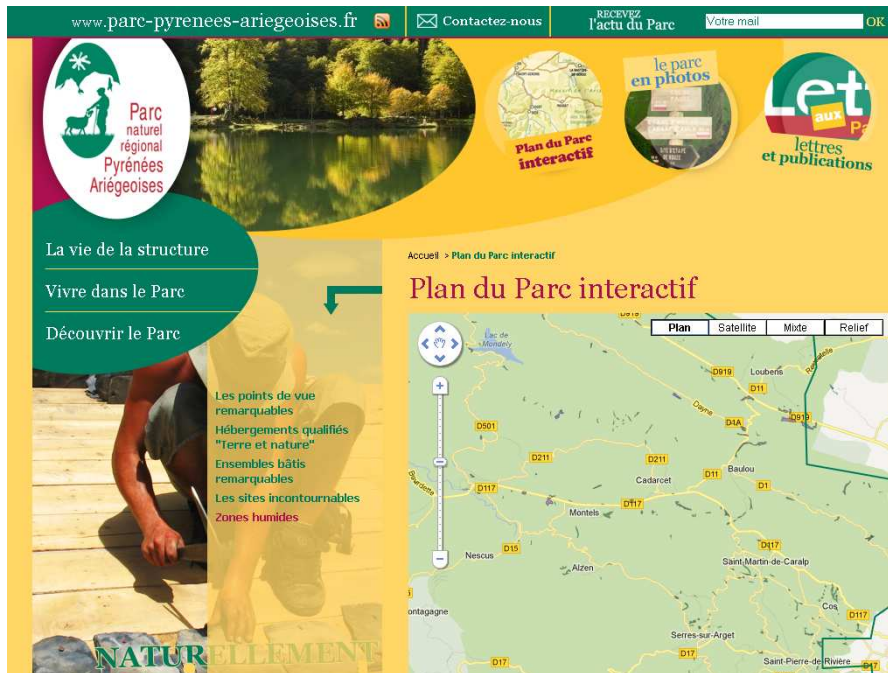 www.parc-pyrenees-ariegeoises.fr
Contactez-nous
RECEVEZ
l'actu du Parc
Votre mail
OK
Parc
naturel
régional
Pyrénées
Ariégeoises
Plan du Parc
interactif
le parc
en photos
Let
aux
Pa
lettres
et publications
La vie de la structure
Vivre dans le Parc
Découvrir le Parc
Accueil > Plan du Parc interactif
Plan du Parc interactif
Les points de vue
remarquables
Hébergements qualifiés
"Terre et nature"
Ensembles bâtis
remarquables
Les sites incontournables
Zones humides
NATURELLEMENT
Plan
Satellite
Mixte
Relief
D919
Lac de
Mondely
D919
Loubens
D11
D501
D4A
D919
D211
D211
D11
Baulou
Cadarcet
D117
D1
D117
Montels
D117
Nescus
D15
Alzen
Saint-Martin-de-Caralp
Cos
D117
ontagagne
Serres-sur-Arget
D17
D17
Saint-Pierre-de-Rivière